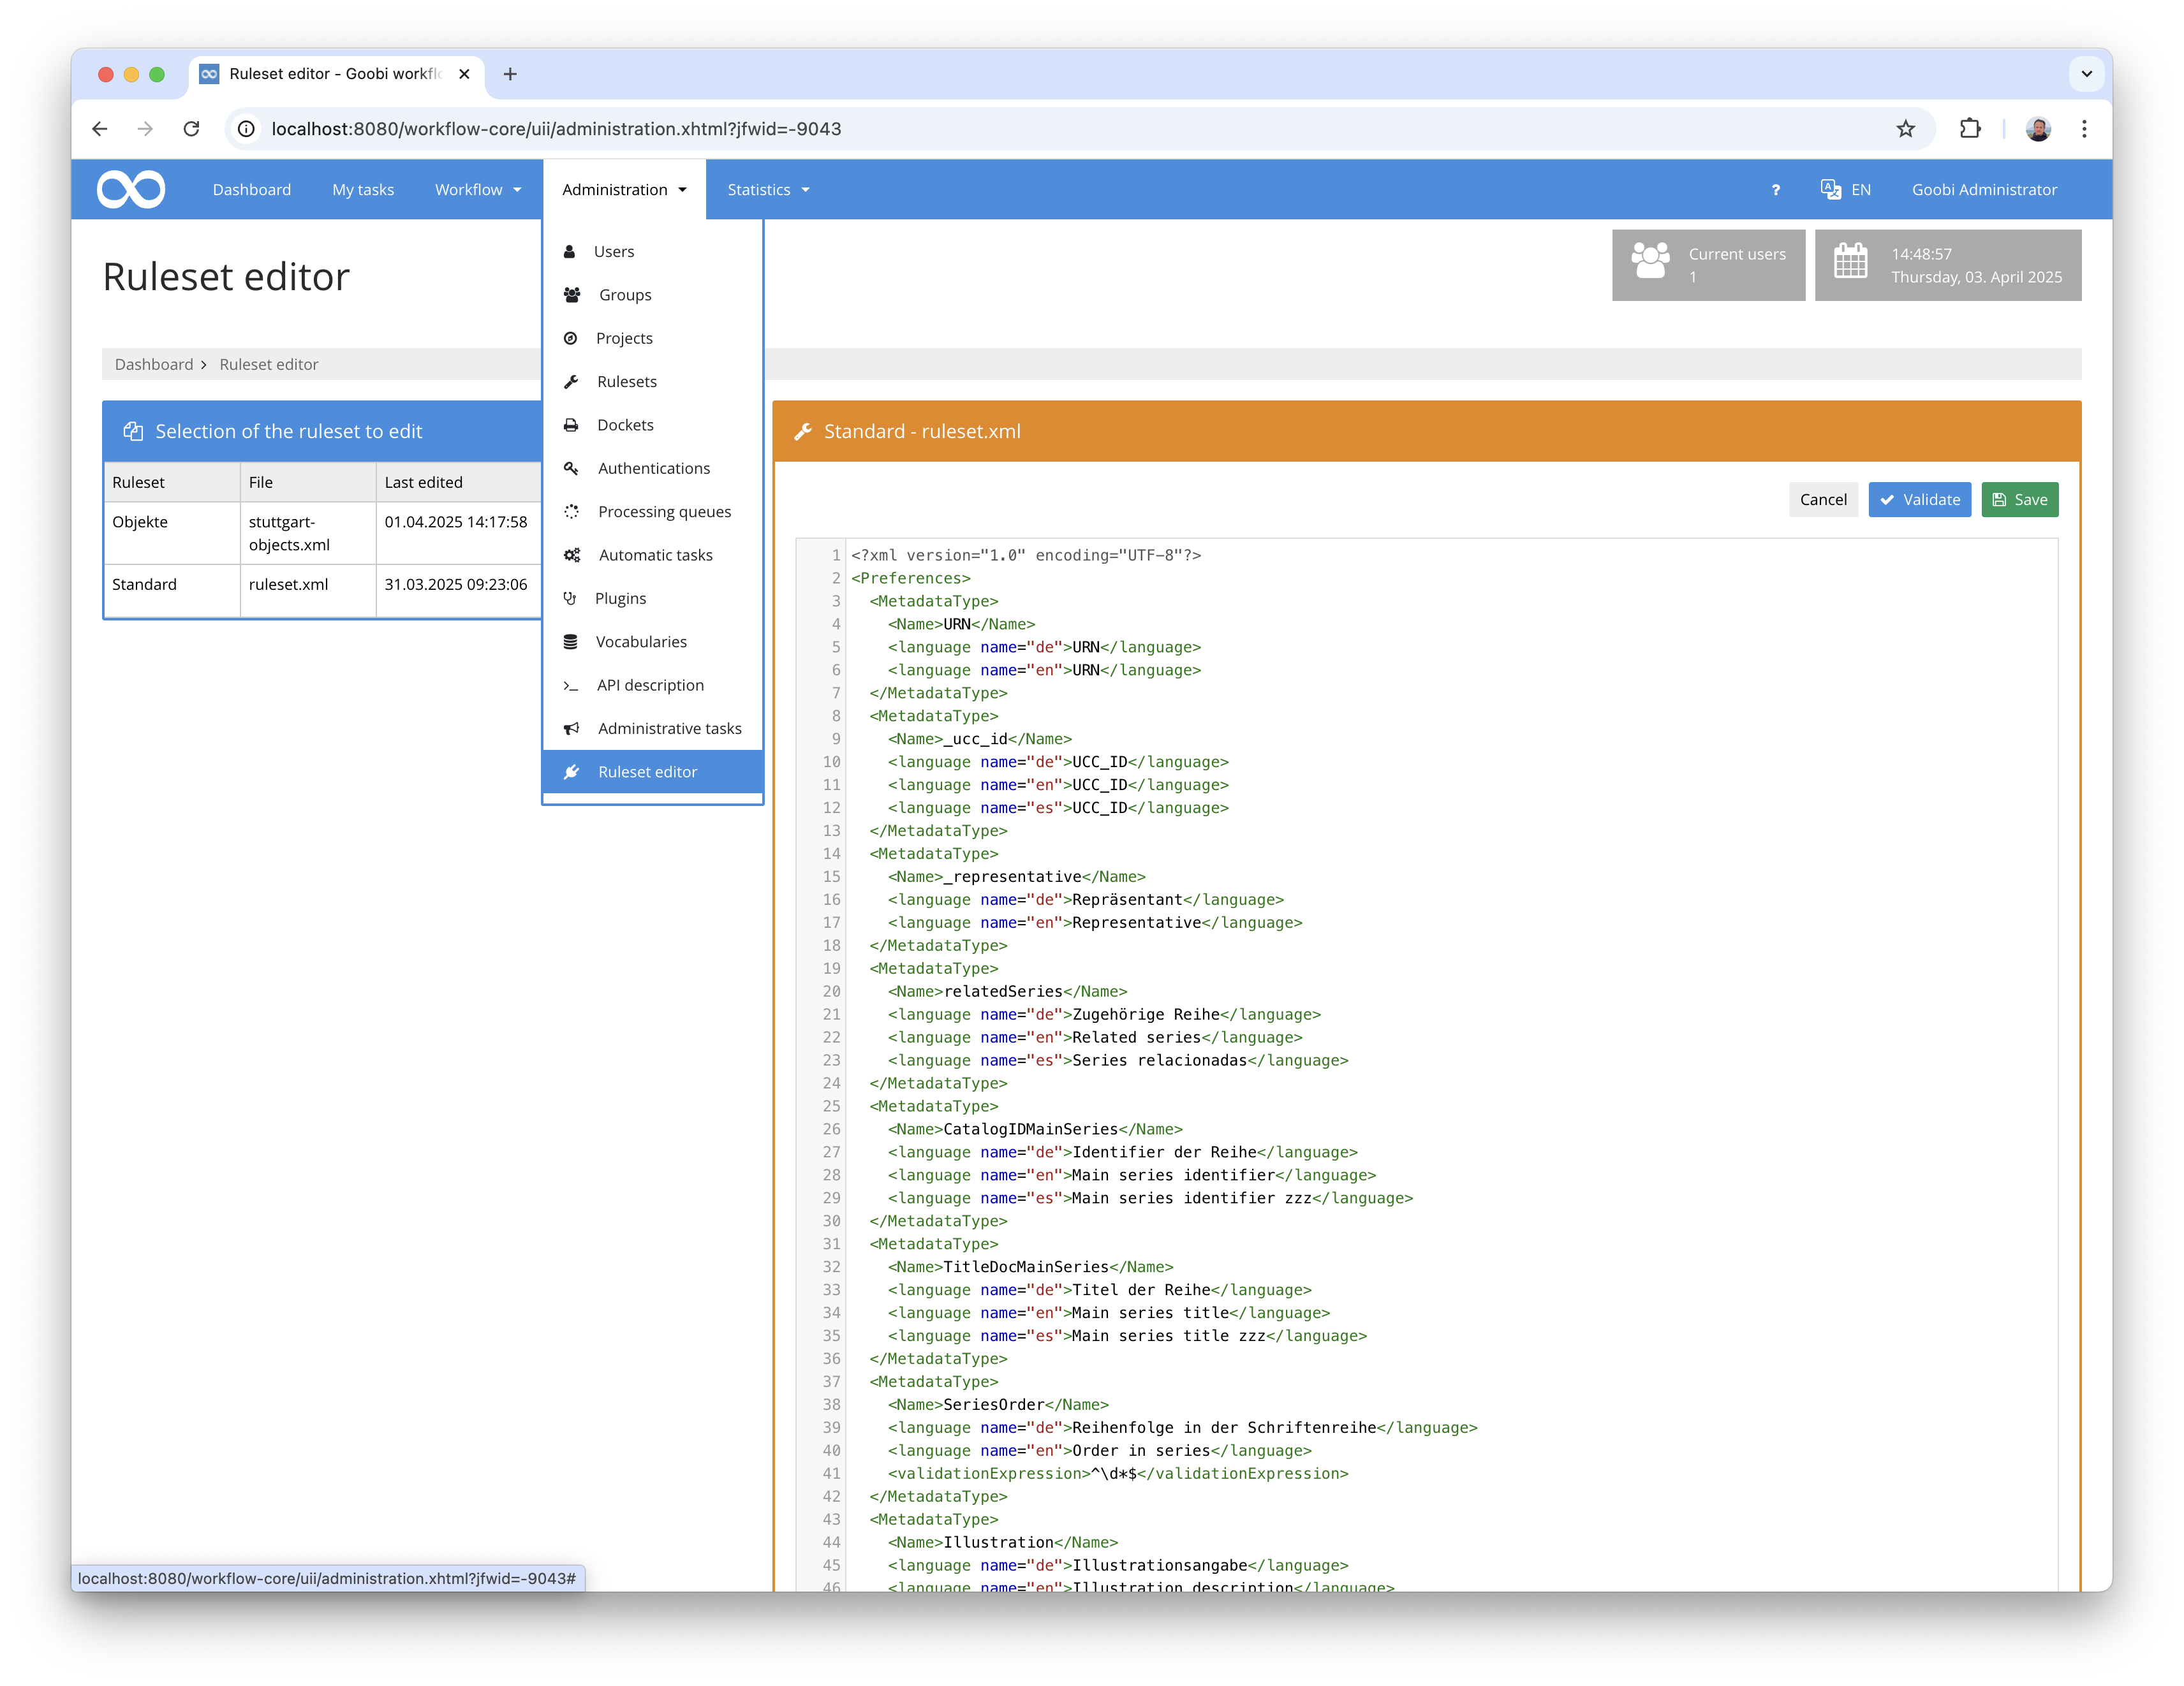 Ruleset editor - Goobi workflo
localhost:8080/workflow-core/uii/administration.xhtml?jfwid=-9043
Dashboard My tasks Workflow Administration Statistics ? EN Goobi Administrator
Ruleset editor
Current users
1
14:48:57
Thursday, 03. April 2025
Dashboard > Ruleset editor
Users
Groups
Projects
Rulesets
Dockets
Authentications
Processing queues
Automatic tasks
Plugins
Vocabularies
API description
Administrative tasks
Ruleset editor
Selection of the ruleset to edit
Ruleset File Last edited
Objekte stuttgart-objects.xml 01.04.2025 14:17:58
Standard ruleset.xml 31.03.2025 09:23:06
Standard - ruleset.xml
Cancel Validate Save
1 <?xml version="1.0" encoding="UTF-8"?>
2 <Preferences>
3 <MetadataType>
4 <Name>URN</Name>
5 <language name="de">URN</language>
6 <language name="en">URN</language>
7 </MetadataType>
8 <MetadataType>
9 <Name>_ucc_id</Name>
10 <language name="de">UCC_ID</language>
11 <language name="en">UCC_ID</language>
12 <language name="es">UCC_ID</language>
13 </MetadataType>
14 <MetadataType>
15 <Name>_representative</Name>
16 <language name="de">Repräsentant</language>
17 <language name="en">Representative</language>
18 </MetadataType>
19 <MetadataType>
20 <Name>relatedSeries</Name>
21 <language name="de">Zugehörige Reihe</language>
22 <language name="en">Related series</language>
23 <language name="es">Series relacionadas</language>
24 </MetadataType>
25 <MetadataType>
26 <Name>CatalogIDMainSeries</Name>
27 <language name="de">Identifier der Reihe</language>
28 <language name="en">Main series identifier</language>
29 <language name="es">Main series identifier zzz</language>
30 </MetadataType>
31 <MetadataType>
32 <Name>TitleDocMainSeries</Name>
33 <language name="de">Titel der Reihe</language>
34 <language name="en">Main series title</language>
35 <language name="es">Main series title zzz</language>
36 </MetadataType>
37 <MetadataType>
38 <Name>SeriesOrder</Name>
39 <language name="de">Reihenfolge in der Schriftenreihe</language>
40 <language name="en">Order in series</language>
41 <validationExpression>^\d*$</validationExpression>
42 </MetadataType>
43 <MetadataType>
44 <Name>Illustration</Name>
45 <language name="de">Illustrationsangabe</language>
46 <language name="en">Illustration description</language>
localhost:8080/workflow-core/uii/administration.xhtml?jfwid=-9043#